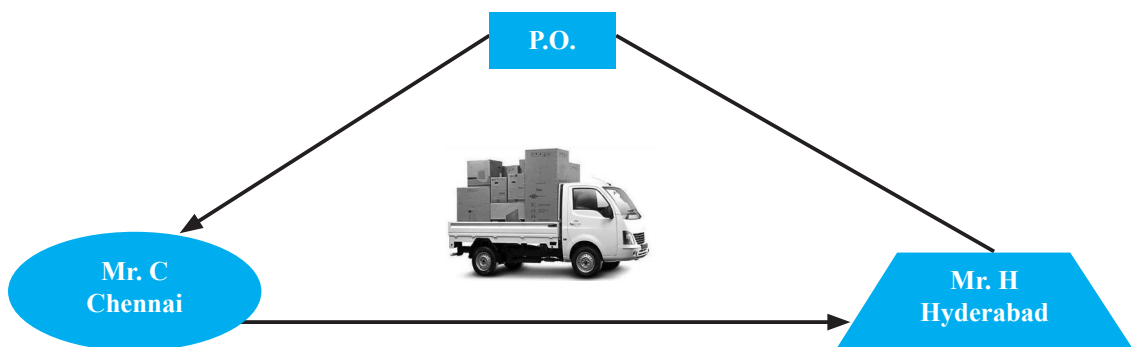 P.O.
Mr. C
Chennai
Mr. H
Hyderabad